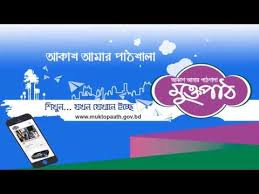 আকাশ আমার পাঠশালা
আকাশ আমার পাঠশালা
মুক্তপাঠ
শিখুন... যখন যেখানে ইচ্ছে
www.muktopaath.gov.bd